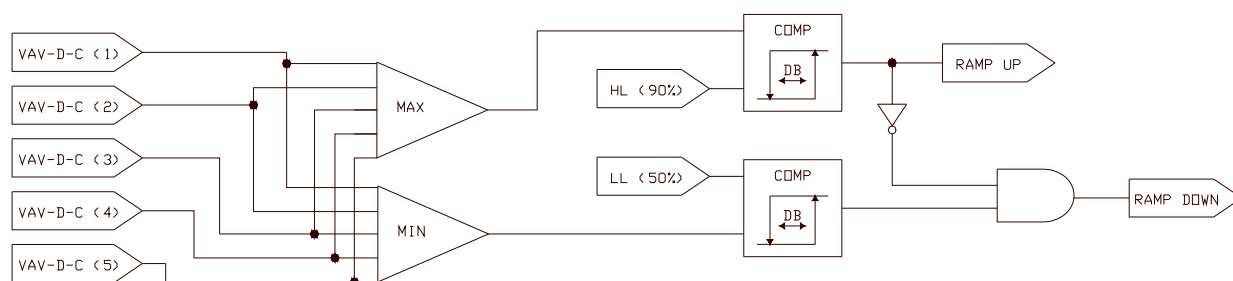 VAV-D-C (1)
VAV-D-C (2)
VAV-D-C (3)
VAV-D-C (4)
VAV-D-C (5)
MAX
MIN
HL (90%)
LL (50%)
COMP
DB
COMP
DB
RAMP UP
RAMP DOWN